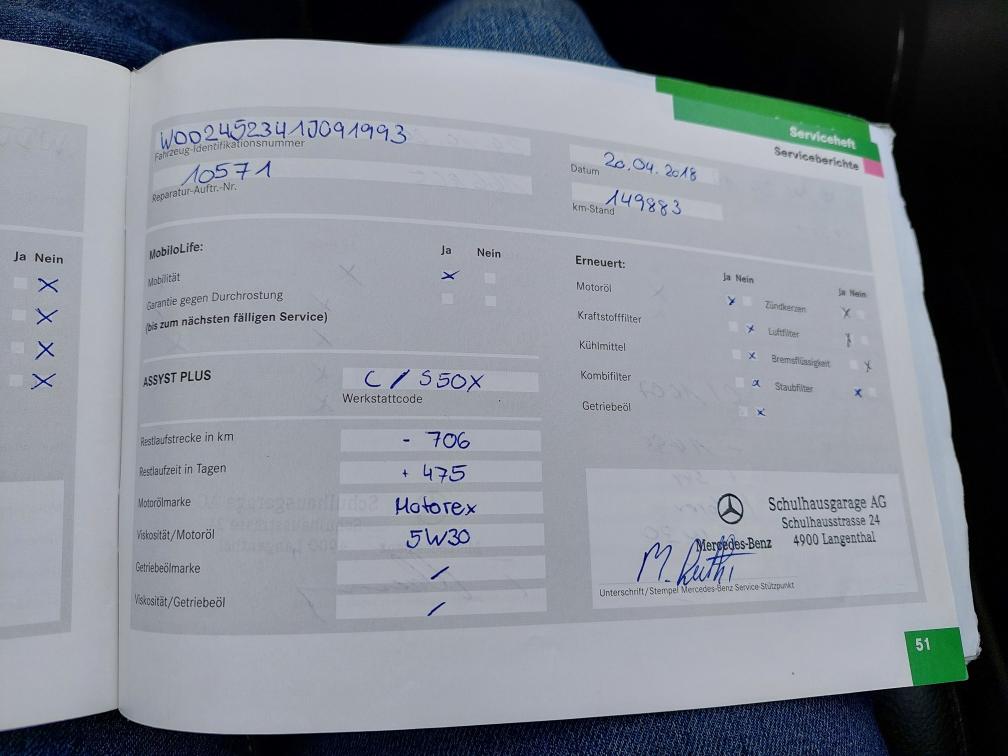 Serviceheft
Serviceberichte
WDD2452341J091993
Fahrzeug-Identifikationsnummer
10571
Reparatur-Auftr.-Nr.
Datum 20.04.2018
km-Stand 149883
Ja Nein
X
X
X
X
MobiloLife: Ja Nein
Mobilität X
Garantie gegen Durchrostung
(bis zum nächsten fälligen Service)
ASSYST PLUS C / S50X
Werkstattcode
Restlaufstrecke in km - 706
Restlaufzeit in Tagen + 475
Motorölmarke Motorex
Viskosität/Motoröl 5W30
Getriebeölmarke /
Viskosität/Getriebeöl /
Erneuert:
Ja Nein
Motoröl X
Kraftstofffilter X
Kühlmittel X
Kombifilter X
Getriebeöl X
Ja Nein
Zündkerzen X
Luftfilter X
Bremsflüssigkeit X
Staubfilter X
Schulhausgarage AG
Schulhausstrasse 24
4900 Langenthal
Mercedes-Benz
Unterschrift/Stempel Mercedes-Benz Service-Stützpunkt
51